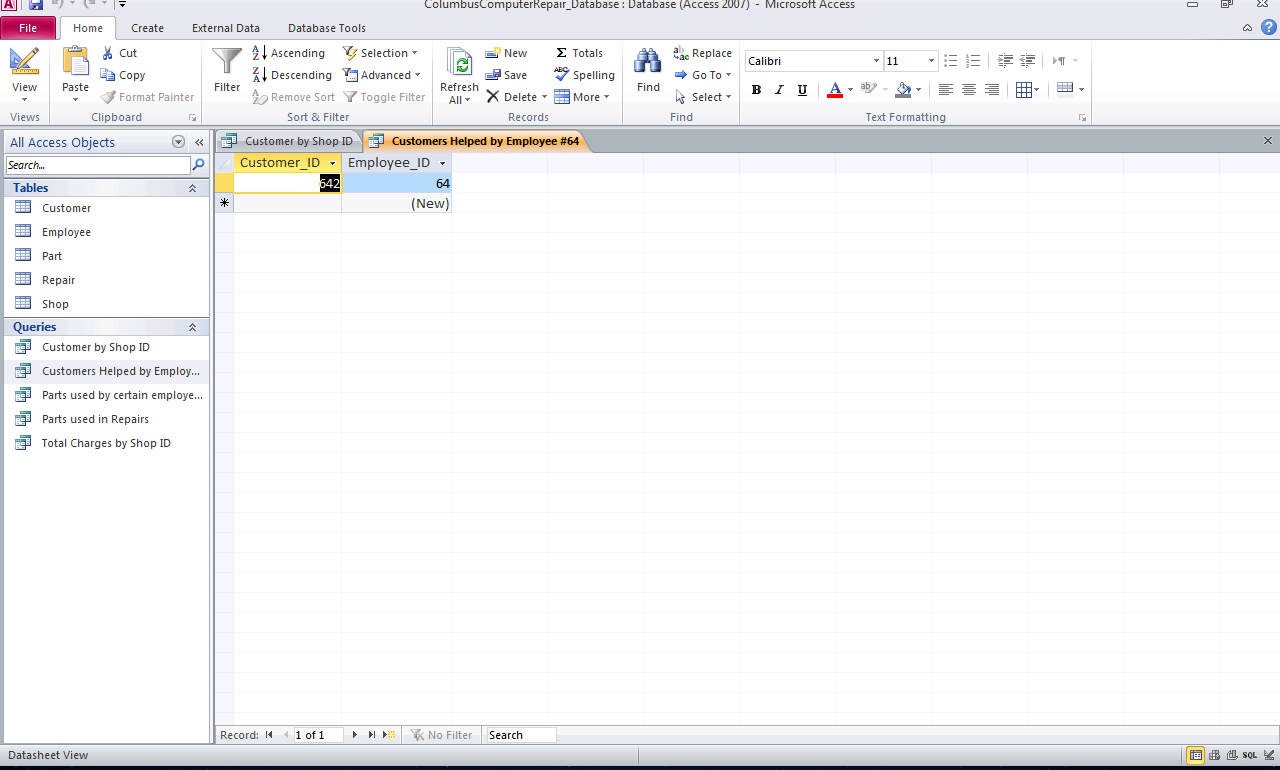 ColumbusComputerRepair_Database : Database (Access 2007) - Microsoft Access
File Home Create External Data Database Tools
View
Views
Paste
Cut
Copy
Format Painter
Clipboard
Filter
Ascending
Descending
Remove Sort
Selection
Advanced
Toggle Filter
Sort & Filter
Refresh
All
New
Save
Delete
Totals
Spelling
More
Records
Find
Replace
Go To
Select
Find
Calibri 11
B I U
Text Formatting
All Access Objects
Search...
Tables
Customer
Employee
Part
Repair
Shop
Queries
Customer by Shop ID
Customers Helped by Employ...
Parts used by certain employe...
Parts used in Repairs
Total Charges by Shop ID
Customer by Shop ID Customers Helped by Employee #64
Customer_ID Employee_ID
642 64
(New)
Record: 1 of 1 No Filter Search
Datasheet View SQL